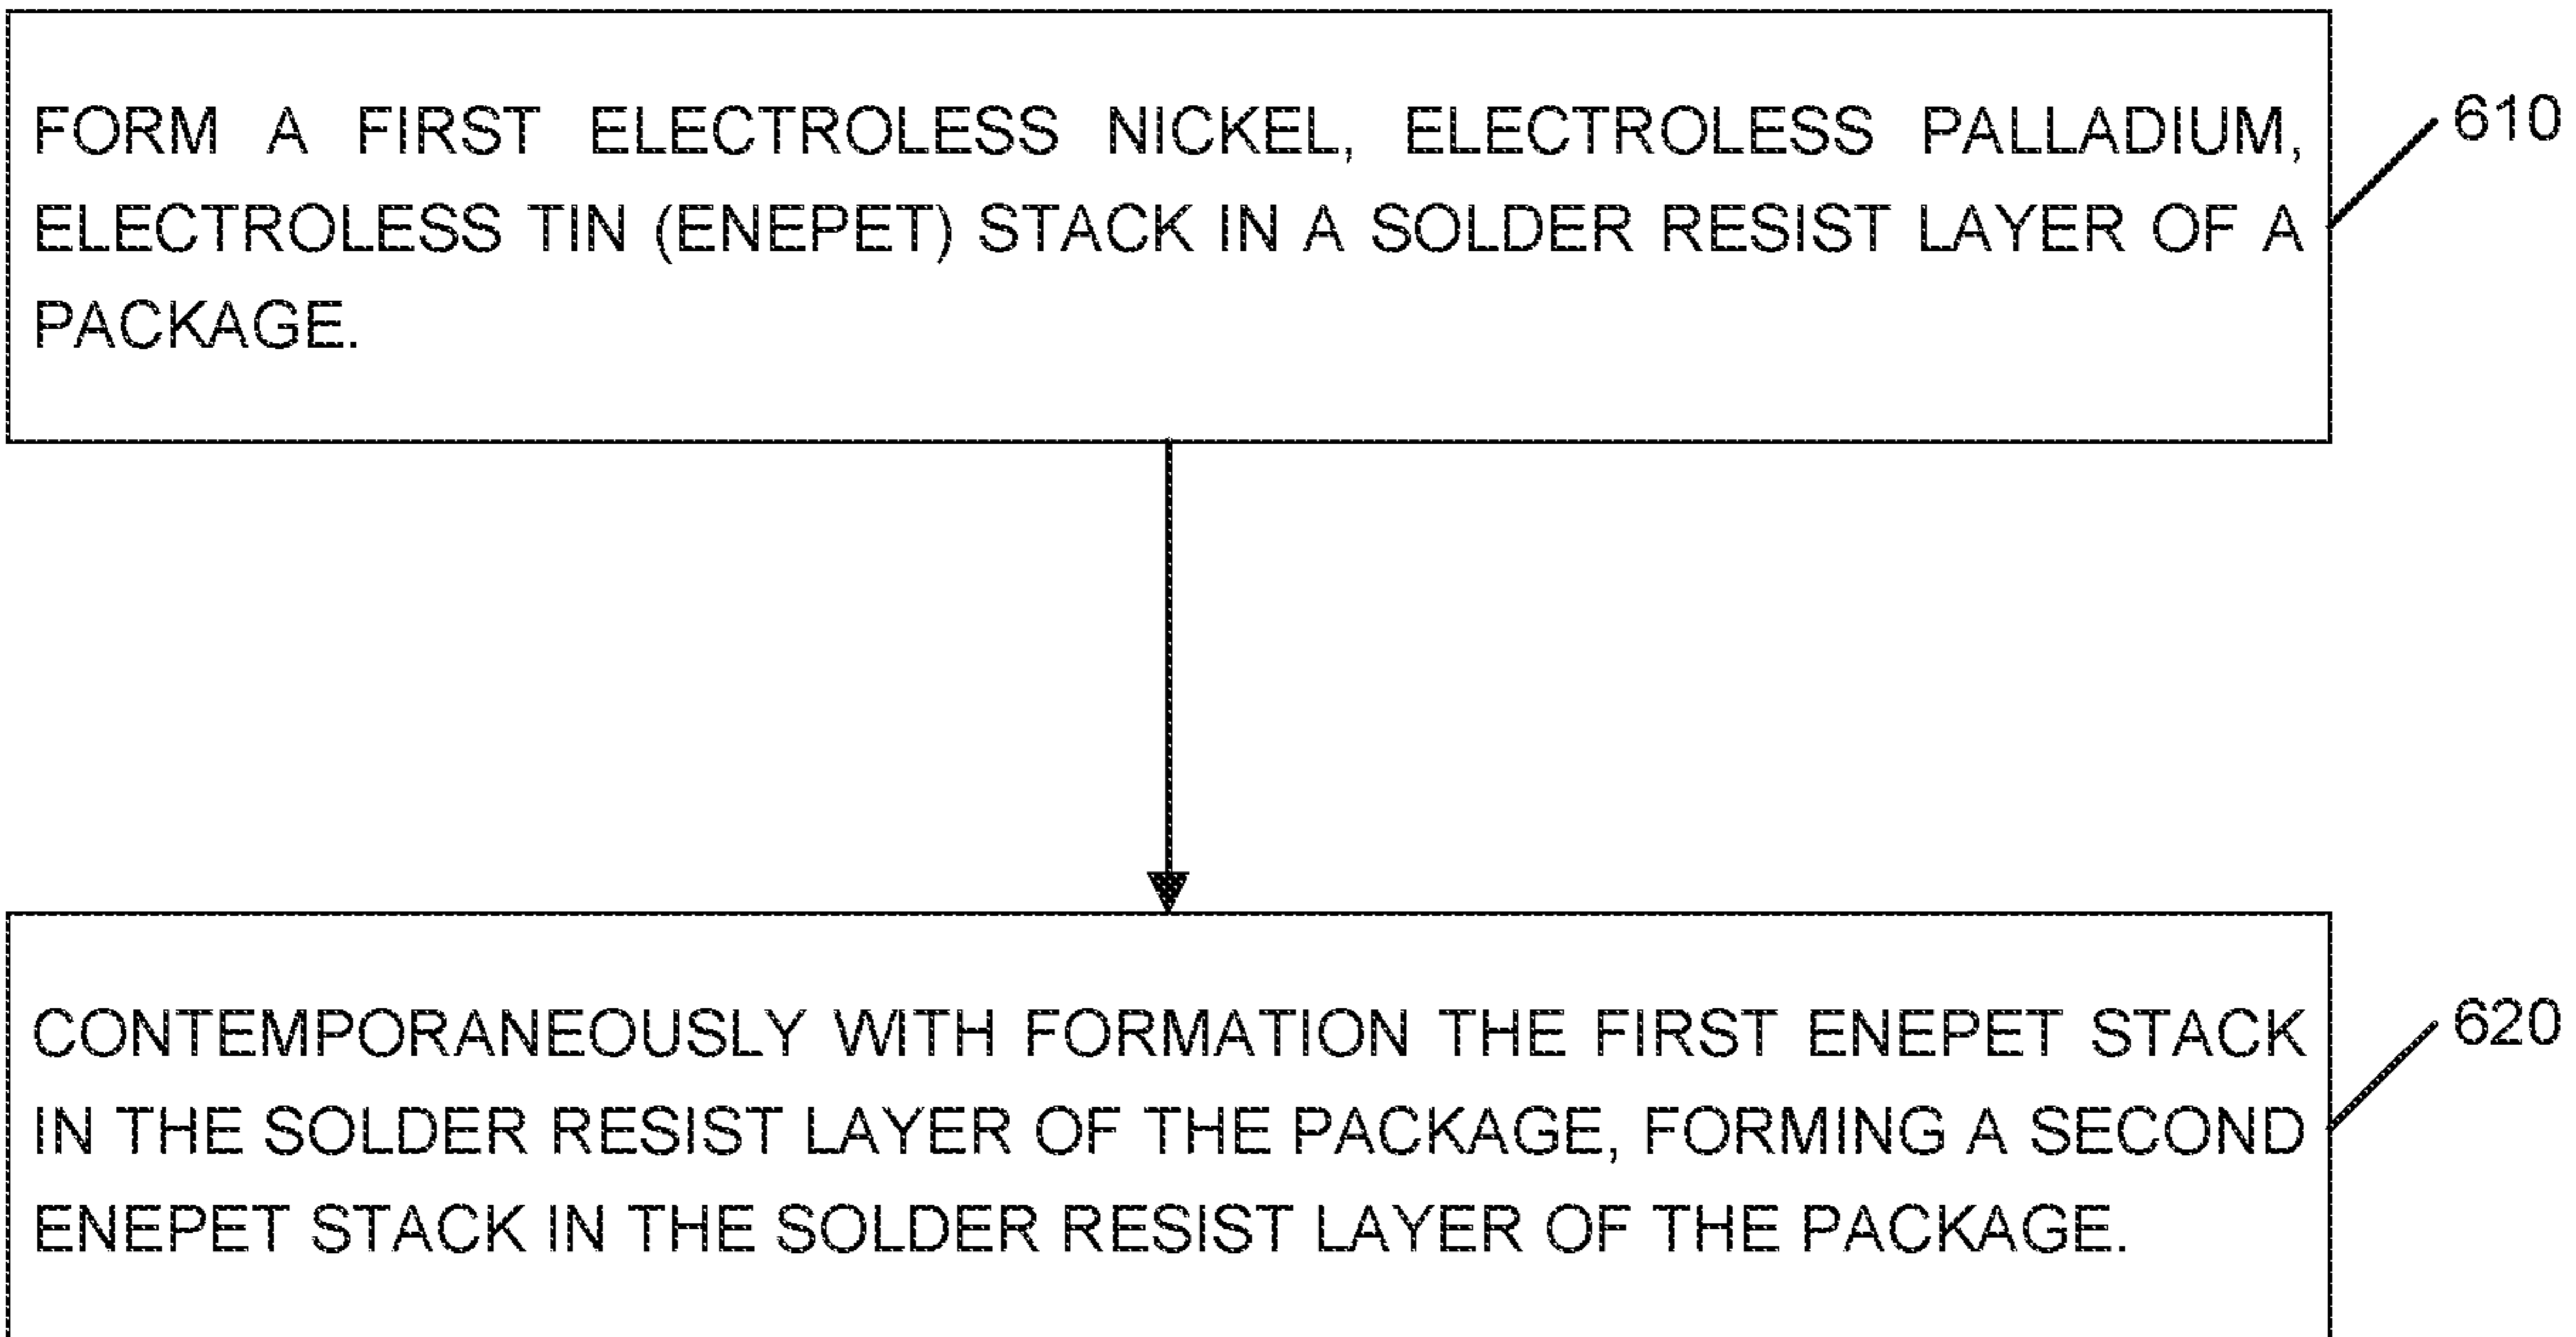 FORM A FIRST ELECTROLESS NICKEL, ELECTROLESS PALLADIUM,
ELECTROLESS TIN (ENEPET) STACK IN A SOLDER RESIST LAYER OF A
PACKAGE.
610
CONTEMPORANEOUSLY WITH FORMATION THE FIRST ENEPET STACK
IN THE SOLDER RESIST LAYER OF THE PACKAGE, FORMING A SECOND
ENEPET STACK IN THE SOLDER RESIST LAYER OF THE PACKAGE.
620